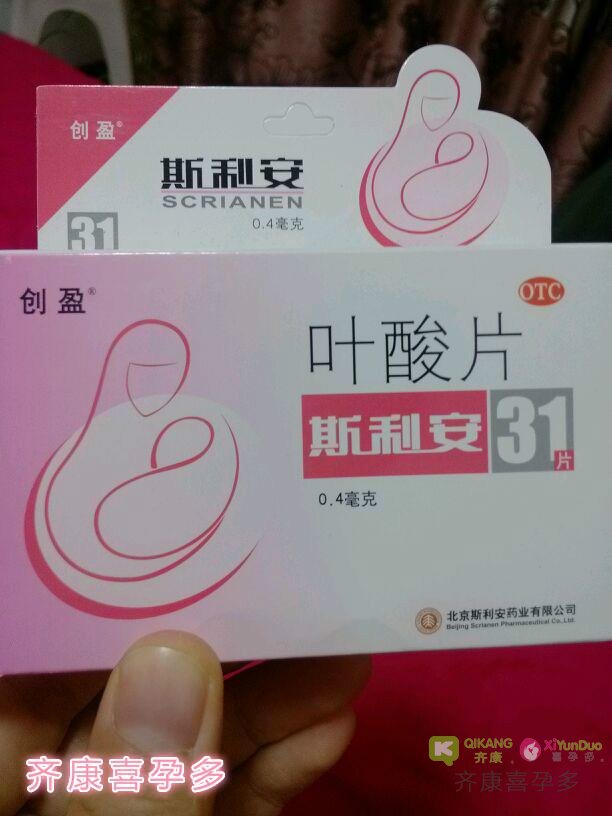 创盈®
斯利安
SCRIANEN
0.4毫克
31
创盈®
OTC
叶酸片
斯利安 31片
0.4毫克
北京斯利安药业有限公司
Beijing Scrianen Pharmaceutical Co.,Ltd.
QIKANG
齐康
XiYunDuo
喜孕多
齐康喜孕多
齐康喜孕多